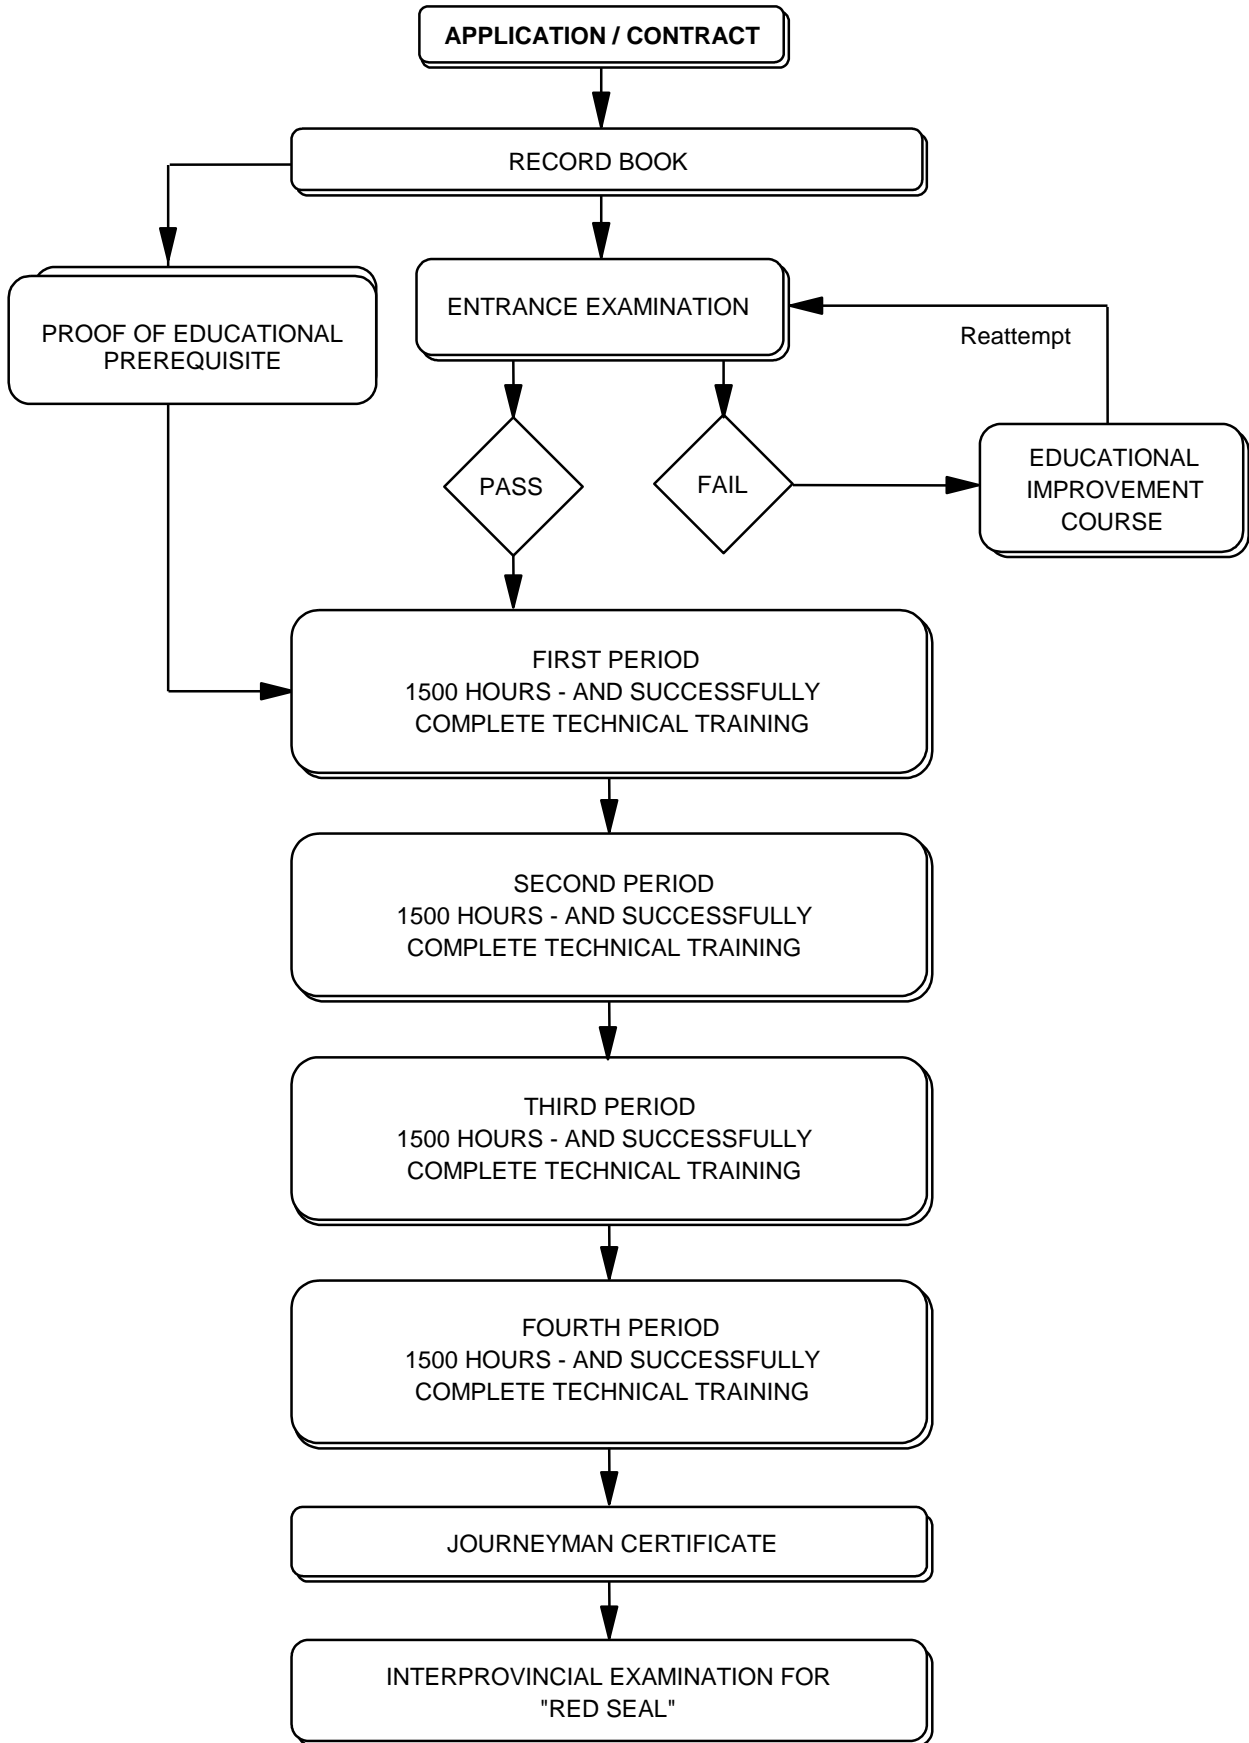 APPLICATION / CONTRACT
RECORD BOOK
PROOF OF EDUCATIONAL
PREREQUISITE
ENTRANCE EXAMINATION
Reattempt
PASS
FAIL
EDUCATIONAL
IMPROVEMENT
COURSE
FIRST PERIOD
1500 HOURS - AND SUCCESSFULLY
COMPLETE TECHNICAL TRAINING
SECOND PERIOD
1500 HOURS - AND SUCCESSFULLY
COMPLETE TECHNICAL TRAINING
THIRD PERIOD
1500 HOURS - AND SUCCESSFULLY
COMPLETE TECHNICAL TRAINING
FOURTH PERIOD
1500 HOURS - AND SUCCESSFULLY
COMPLETE TECHNICAL TRAINING
JOURNEYMAN CERTIFICATE
INTERPROVINCIAL EXAMINATION FOR
"RED SEAL"